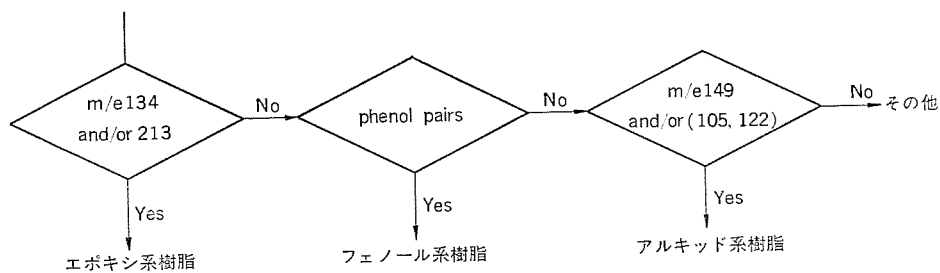 m/e134
and/or 213
No
phenol pairs
No
m/e149
and/or (105, 122)
No
その他
Yes
エポキシ系樹脂
Yes
フェノール系樹脂
Yes
アルキッド系樹脂